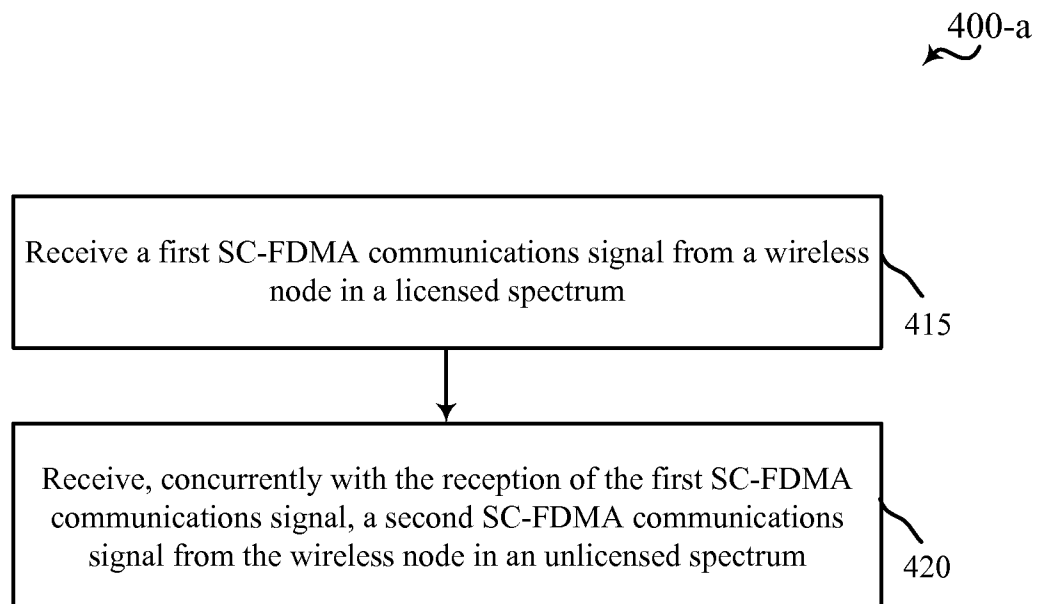 400-a
Receive a first SC-FDMA communications signal from a wireless
node in a licensed spectrum
415
Receive, concurrently with the reception of the first SC-FDMA
communications signal, a second SC-FDMA communications
signal from the wireless node in an unlicensed spectrum
420